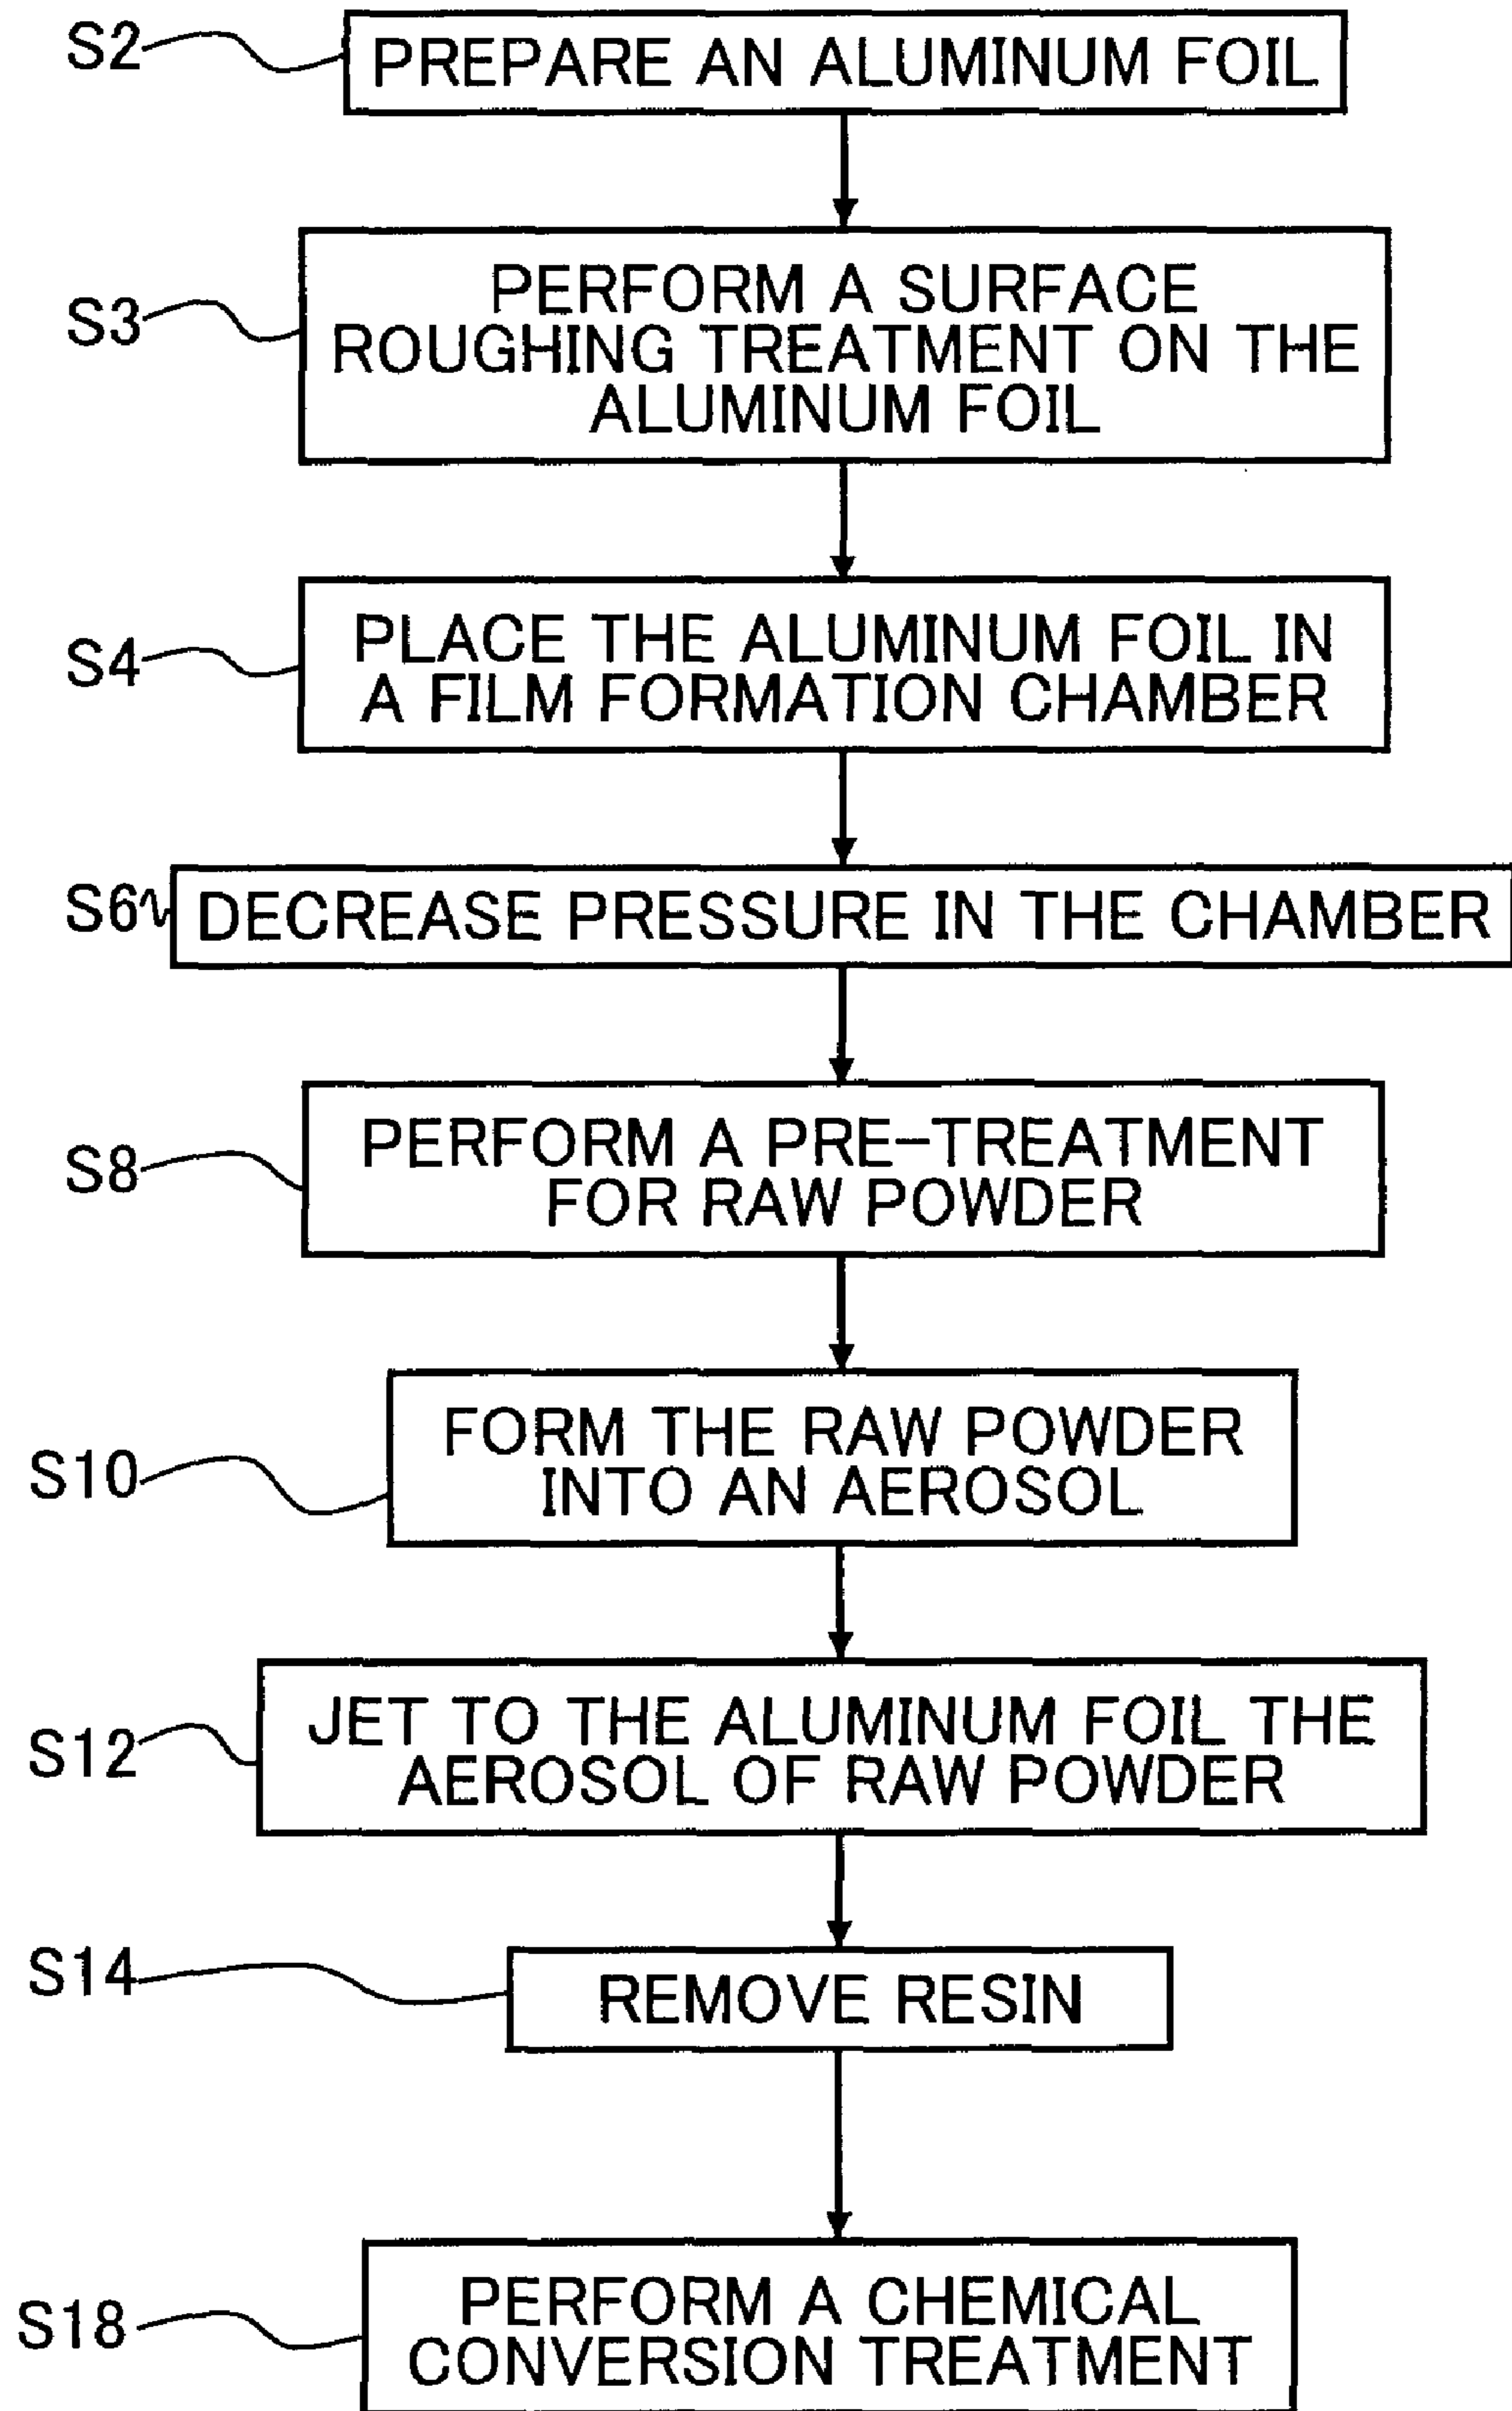 S2
PREPARE AN ALUMINUM FOIL
S3
PERFORM A SURFACE
ROUGHING TREATMENT ON THE
ALUMINUM FOIL
S4
PLACE THE ALUMINUM FOIL IN
A FILM FORMATION CHAMBER
S6
DECREASE PRESSURE IN THE CHAMBER
S8
PERFORM A PRE-TREATMENT
FOR RAW POWDER
S10
FORM THE RAW POWDER
INTO AN AEROSOL
S12
JET TO THE ALUMINUM FOIL THE
AEROSOL OF RAW POWDER
S14
REMOVE RESIN
S18
PERFORM A CHEMICAL
CONVERSION TREATMENT